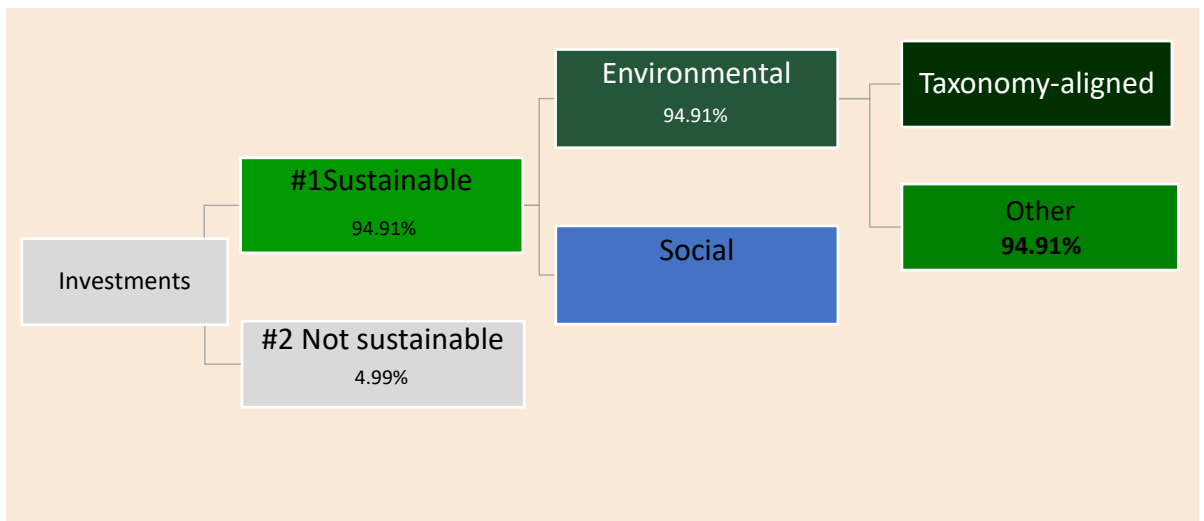 Investments
#1Sustainable
94.91%
#2 Not sustainable
4.99%
Environmental
94.91%
Social
Taxonomy-aligned
Other
94.91%